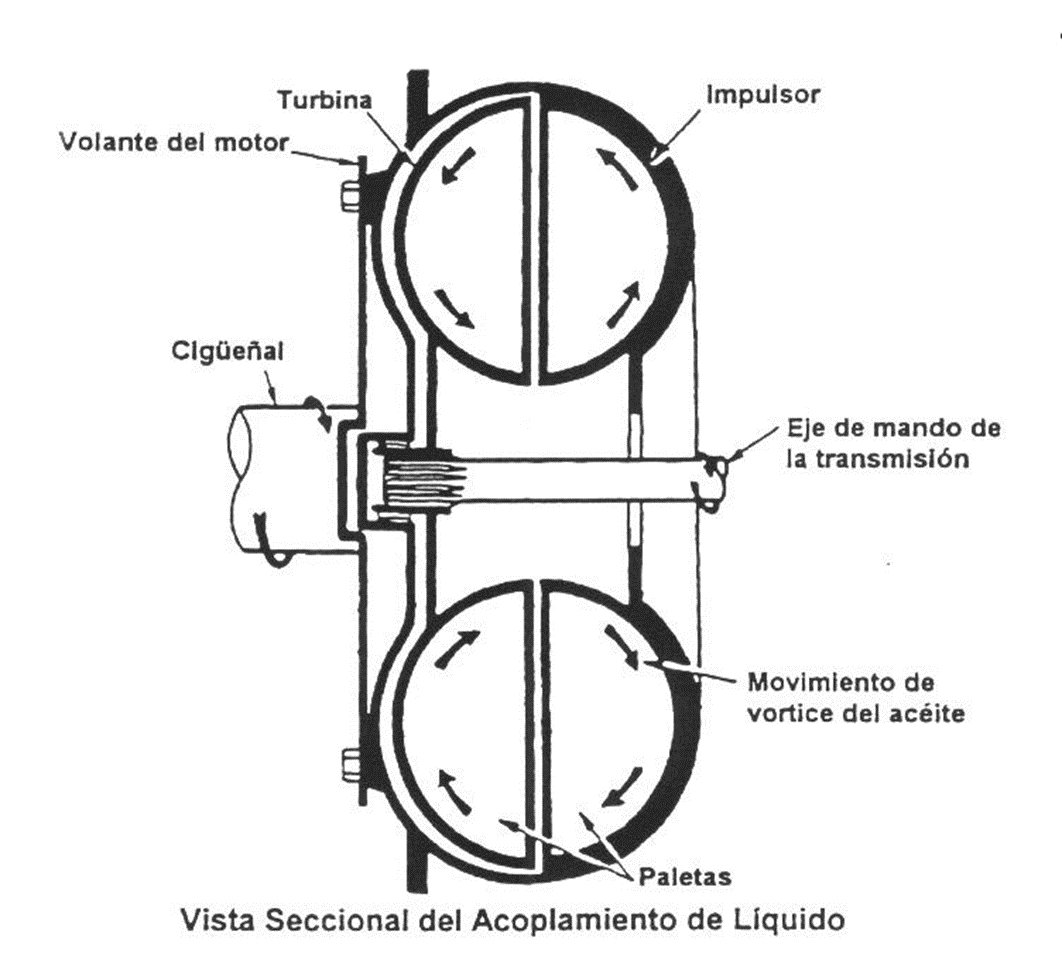 Turbina
Impulsor
Volante del motor
Cigüeñal
Eje de mando de
la transmisión
Movimiento de
vortice del acéite
Paletas
Vista Seccional del Acoplamiento de Líquido